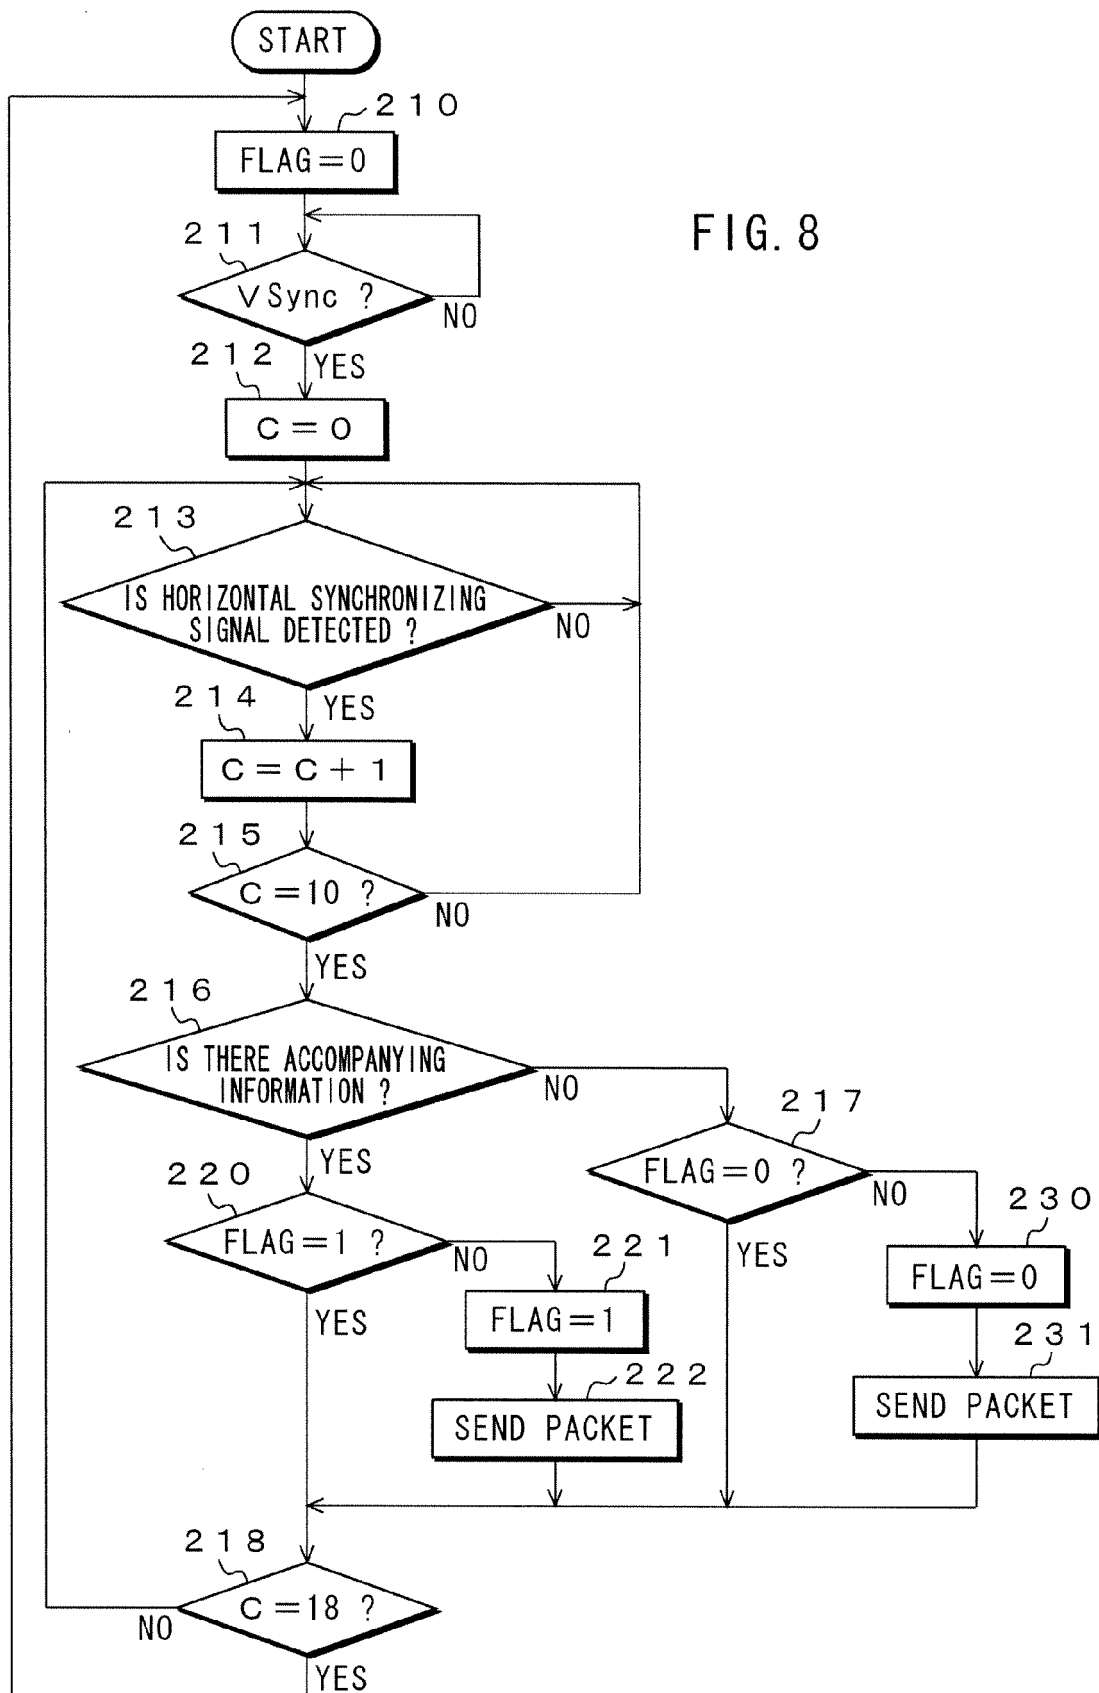 START
210
FLAG=0
FIG. 8
211
VSync ?
NO
YES
212
C=0
213
IS HORIZONTAL SYNCHRONIZING
SIGNAL DETECTED ?
NO
YES
214
C=C+1
215
C=10 ?
NO
YES
216
IS THERE ACCOMPANYING
INFORMATION ?
NO
YES
217
FLAG=0 ?
NO
YES
220
FLAG=1 ?
NO
YES
221
FLAG=1
222
SEND PACKET
230
FLAG=0
231
SEND PACKET
218
C=18 ?
NO
YES